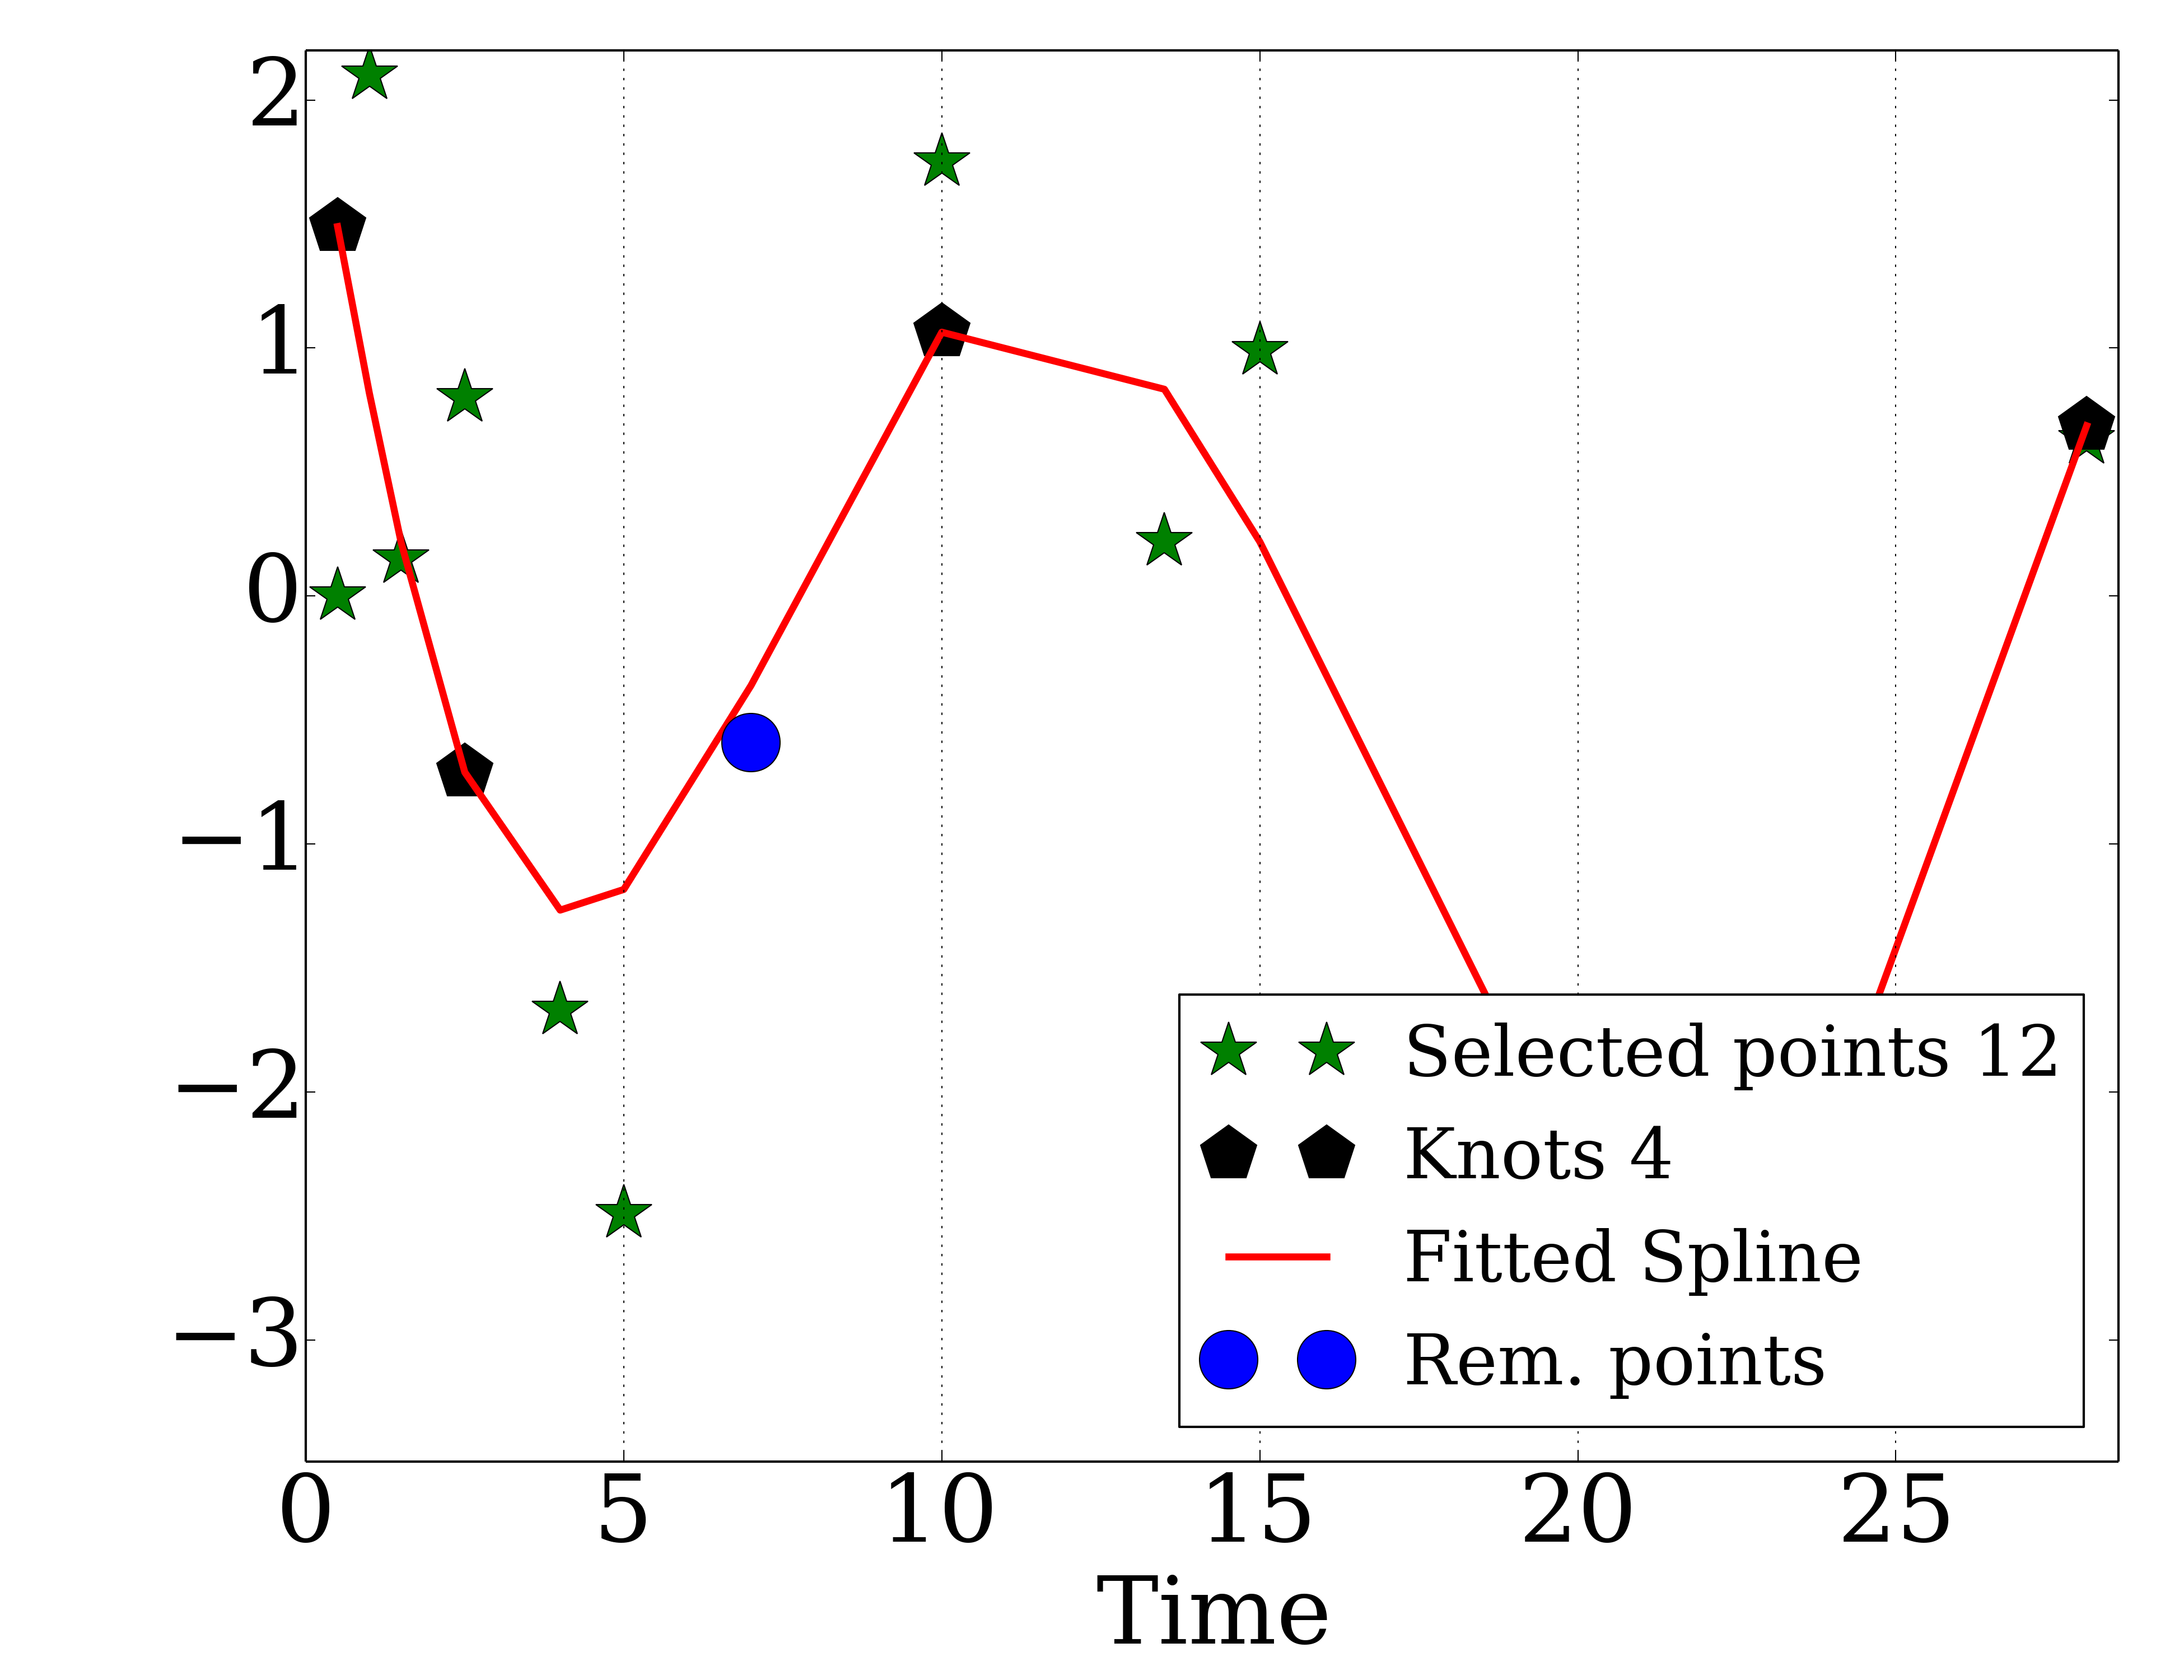 2
1
0
−1
−2
−3
Selected points 12
Knots 4
Fitted Spline
Rem. points
0 5 10 15 20 25
Time